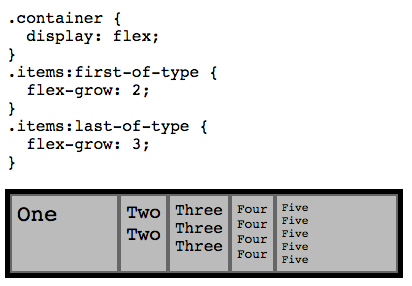 .container {
  display: flex;
}
.items:first-of-type {
  flex-grow: 2;
}
.items:last-of-type {
  flex-grow: 3;
}
One
Two
Two
Three
Three
Three
Four
Four
Four
Four
Five
Five
Five
Five
Five